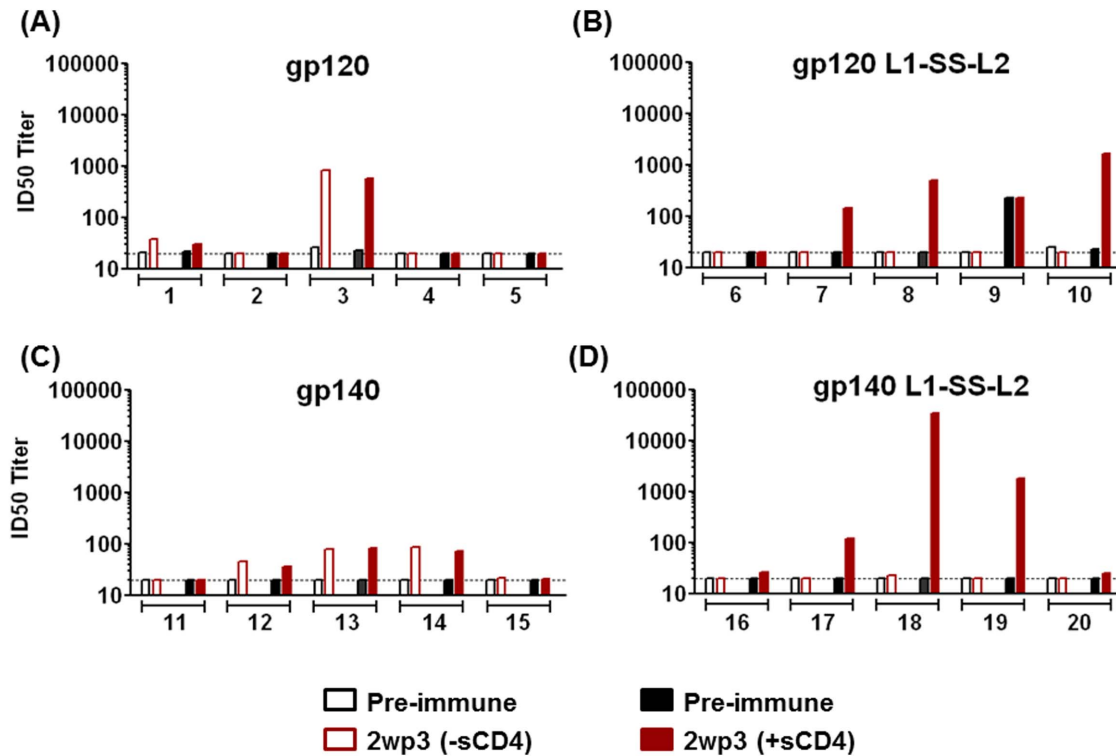 (A)
gp120
ID50 Titer
100000
10000
1000
100
10
1 2 3 4 5
(B)
gp120 L1-SS-L2
100000
10000
1000
100
10
6 7 8 9 10
(C)
gp140
ID50 Titer
100000
10000
1000
100
10
11 12 13 14 15
(D)
gp140 L1-SS-L2
100000
10000
1000
100
10
16 17 18 19 20
Pre-immune Pre-immune
2wp3 (-sCD4) 2wp3 (+sCD4)